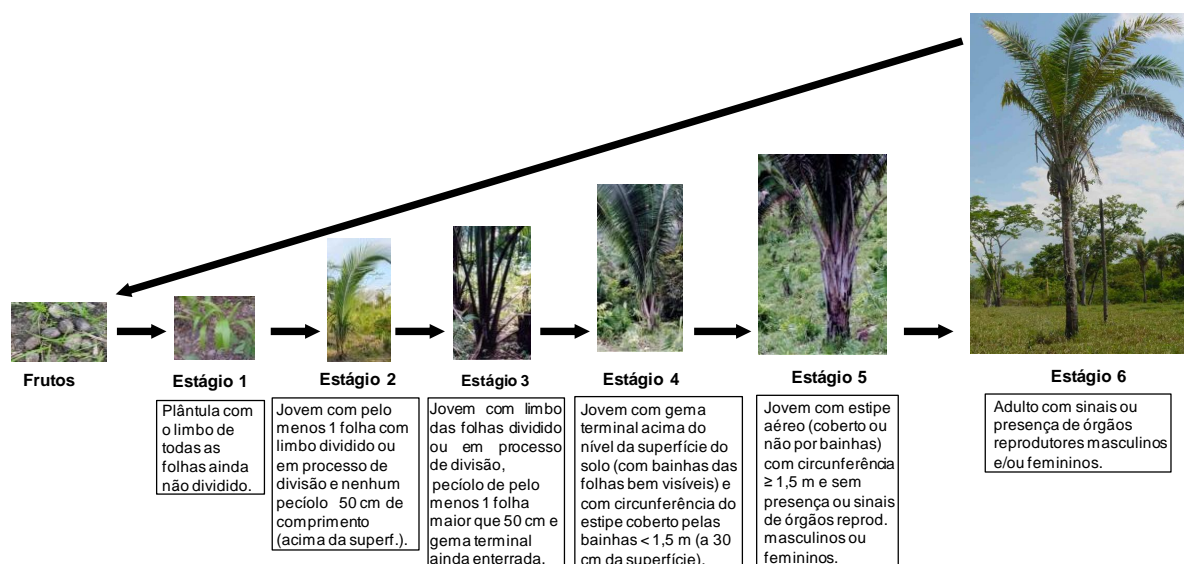 Frutos
Estágio 1
Plântula com
o limbo de
todas as
folhas ainda
não dividido.
Estágio 2
Jovem com pelo
menos 1 folha com
limbo dividido ou
em processo de
divisão e nenhum
pecíolo 50 cm de
comprimento
(acima da superf.).
Estágio 3
Jovem com limbo
das folhas dividido
ou em processo
de divisão,
pecíolo de pelo
menos 1 folha
maior que 50 cm e
gema terminal
ainda enterrada.
Estágio 4
Jovem com gema
terminal acima do
nível da superfície do
solo (com bainhas das
folhas bem visíveis) e
com circunferência do
estipe coberto pelas
bainhas < 1,5 m (a 30
cm da superfície).
Estágio 5
Jovem com estipe
aéreo (coberto ou
não por bainhas)
com circunferência
≥ 1,5 m e sem
presença ou sinais
de órgãos reprod.
masculinos ou
femininos.
Estágio 6
Adulto com sinais ou
presença de órgãos
reprodutores masculinos
e/ou femininos.